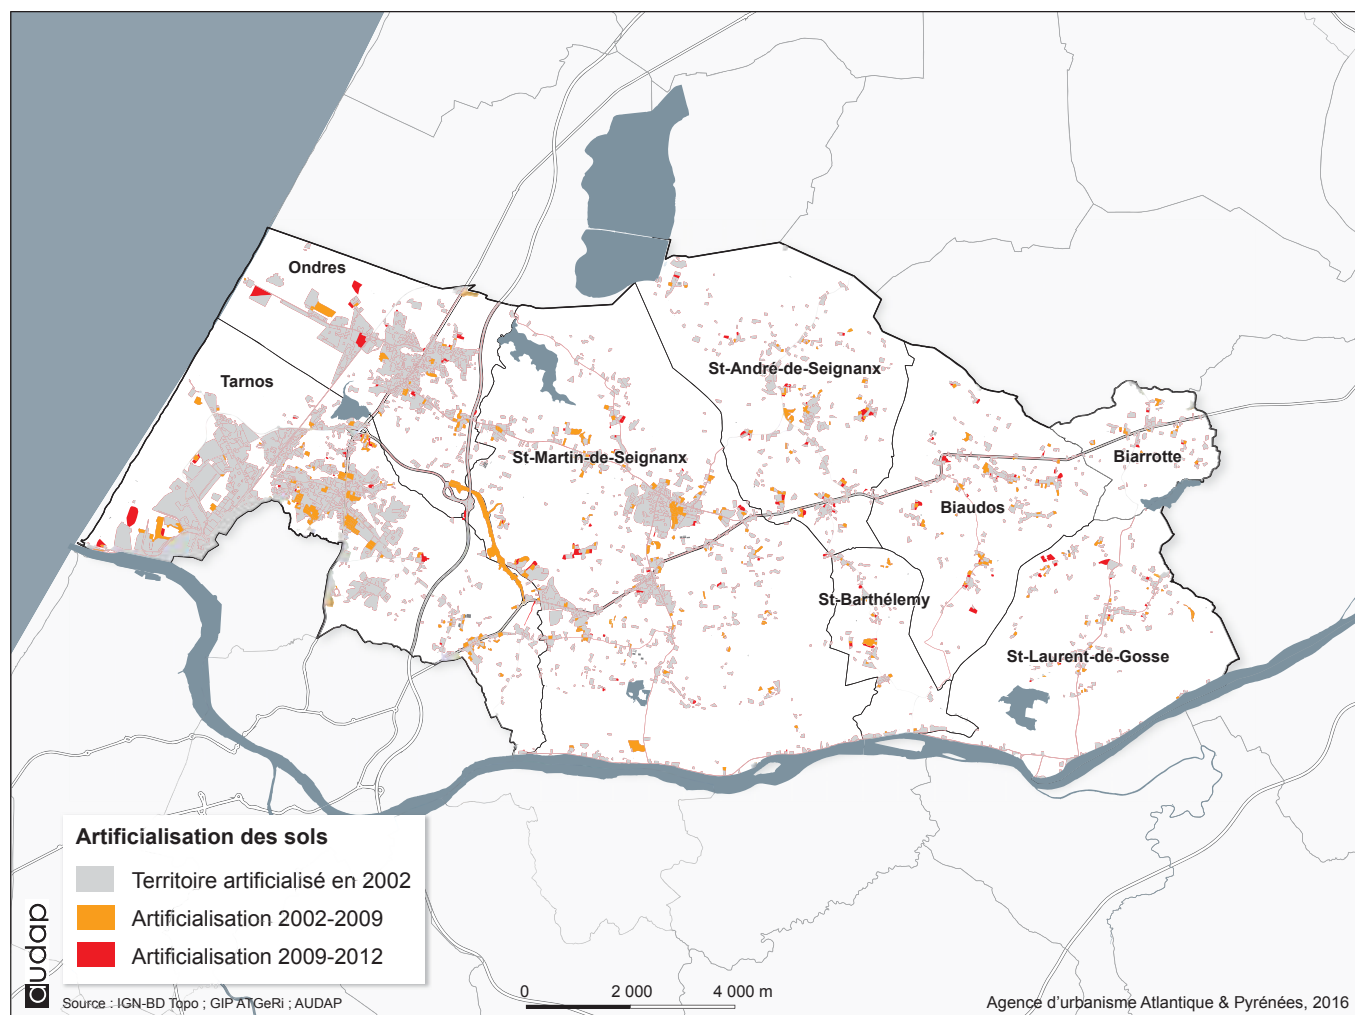 Ondres
Tarnos
St-André-de-Seignanx
St-Martin-de-Seignanx
Biarrotte
Biaudos
St-Barthélemy
St-Laurent-de-Gosse
Artificialisation des sols
Territoire artificialisé en 2002
Artificialisation 2002-2009
Artificialisation 2009-2012
audap
Source : IGN-BD Topo ; GIP ATGeRi ; AUDAP
0 2 000 4 000 m
Agence d'urbanisme Atlantique & Pyrénées, 2016